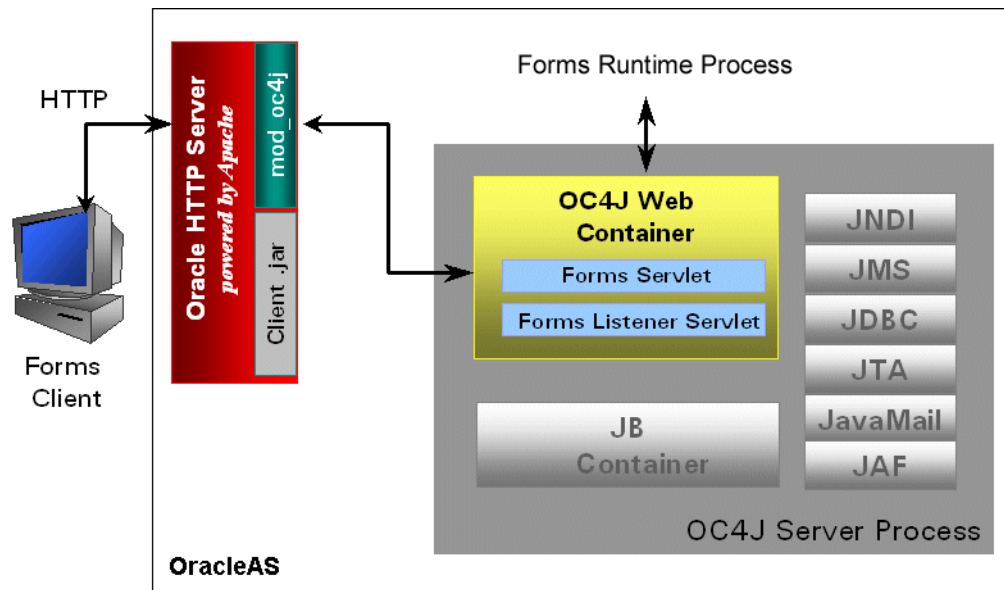 HTTP
Forms
Client
Oracle HTTP Server
powered by Apache
mod_oc4j
Client .jar
Forms Runtime Process
OC4J Web
Container
Forms Servlet
Forms Listener Servlet
JB
Container
JNDI
JMS
JDBC
JTA
JavaMail
JAF
OC4J Server Process
OracleAS